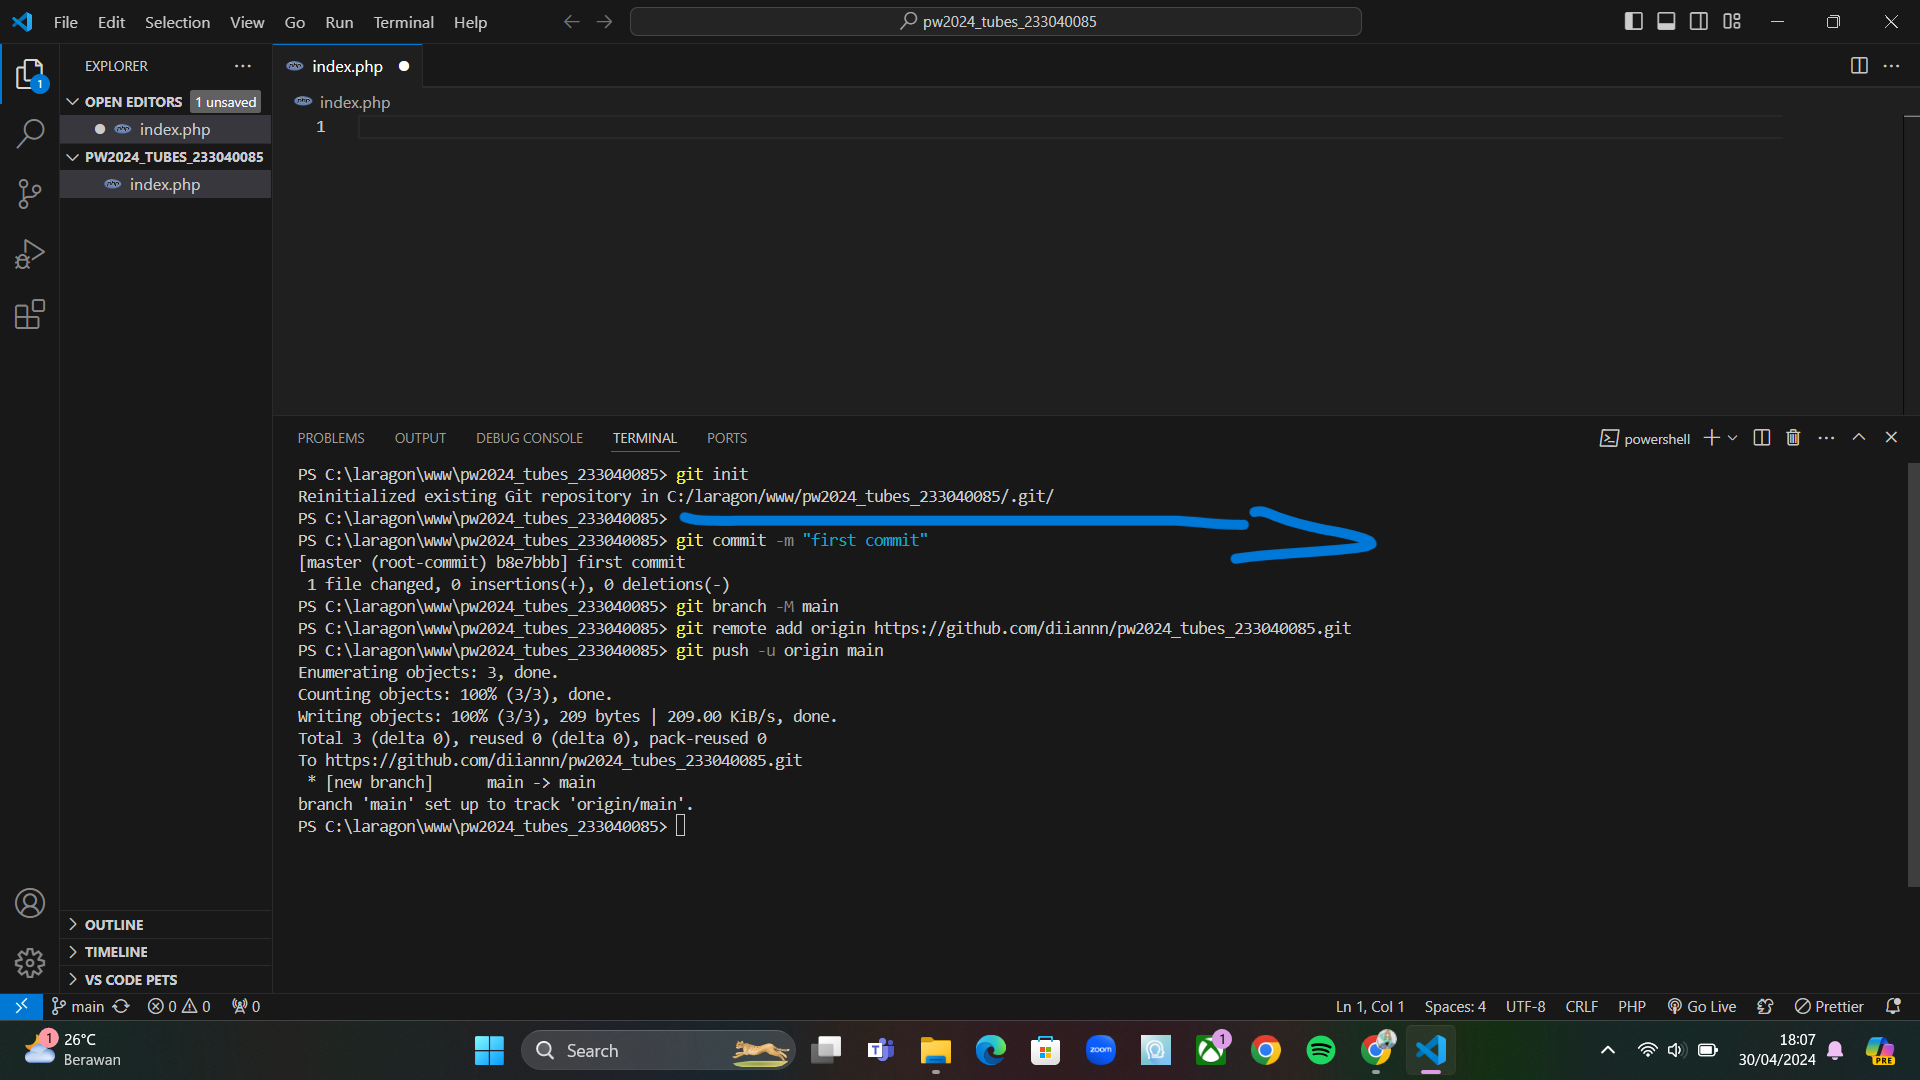 File Edit Selection View Go Run Terminal Help
pw2024_tubes_233040085
EXPLORER
index.php
1
OPEN EDITORS 1 unsaved
index.php
index.php
1
PW2024_TUBES_233040085
index.php
PROBLEMS OUTPUT DEBUG CONSOLE TERMINAL PORTS
powershell
PS C:\laragon\www\pw2024_tubes_233040085> git init
Reinitialized existing Git repository in C:/laragon/www/pw2024_tubes_233040085/.git/
PS C:\laragon\www\pw2024_tubes_233040085>
PS C:\laragon\www\pw2024_tubes_233040085> git commit -m "first commit"
[master (root-commit) b8e7bbb] first commit
1 file changed, 0 insertions(+), 0 deletions(-)
PS C:\laragon\www\pw2024_tubes_233040085> git branch -M main
PS C:\laragon\www\pw2024_tubes_233040085> git remote add origin https://github.com/diiannn/pw2024_tubes_233040085.git
PS C:\laragon\www\pw2024_tubes_233040085> git push -u origin main
Enumerating objects: 3, done.
Counting objects: 100% (3/3), done.
Writing objects: 100% (3/3), 209 bytes | 209.00 KiB/s, done.
Total 3 (delta 0), reused 0 (delta 0), pack-reused 0
To https://github.com/diiannn/pw2024_tubes_233040085.git
* [new branch] main -> main
branch 'main' set up to track 'origin/main'.
PS C:\laragon\www\pw2024_tubes_233040085>
OUTLINE
TIMELINE
VS CODE PETS
main 0 0 0
Ln 1, Col 1 Spaces: 4 UTF-8 CRLF PHP Go Live Prettier
1
26°C
Berawan
Search
zoom
1
18:07
30/04/2024
PRE